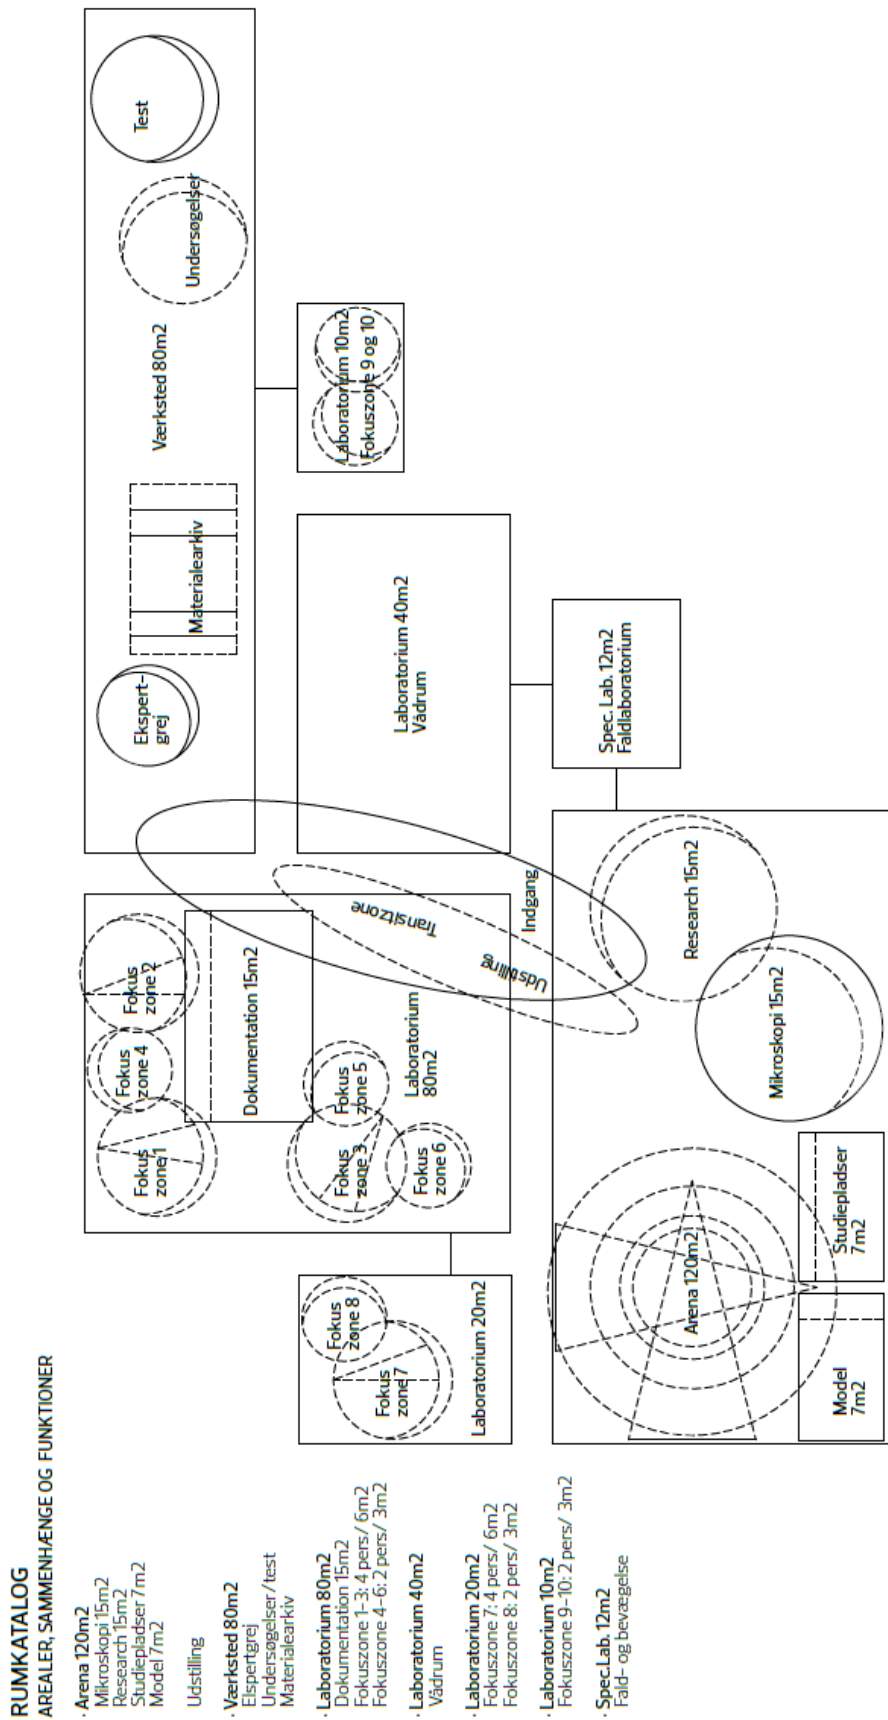 RUMKATALOG
AREALER, SAMMENHÆNGE OG FUNKTIONER
· Arena 120m2
Mikroskopi 15m2
Research 15m2
Studiepladser 7m2
Model 7m2
Udstilling
· Værksted 80m2
Elspertgrej
Undersøgelser/test
Materialearkiv
· Laboratorium 80m2
Dokumentation 15m2
Fokuszone 1-3: 4 pers/ 6m2
Fokuszone 4-6: 2 pers/ 3m2
· Laboratorium 40m2
Vådrum
· Laboratorium 20m2
Fokuszone 7: 4 pers/ 6m2
Fokuszone 8: 2 pers/ 3m2
· Laboratorium 10m2
Fokuszone 9-10: 2 pers/ 3m2
· Spec.Lab. 12m2
Fald- og bevægelse
Fokus
zone 1
Fokus
zone 4
Fokus
zone 2
Dokumentation 15m2
Fokus
zone 3
Fokus
zone 5
Fokus
zone 6
Laboratorium
80m2
Fokus
zone 7
Fokus
zone 8
Laboratorium 20m2
Ekspert-
grej
Materialearkiv
Værksted 80m2
Undersøgelser
Test
Laboratorium 10m2
Fokuszone 9 og 10
Laboratorium 40m2
Vådrum
Spec. Lab. 12m2
Faldlaboratorium
Transitzone
Udstilling
Indgang
Arena 120m2
Model
7m2
Studiepladser
7m2
Mikroskopi 15m2
Research 15m2